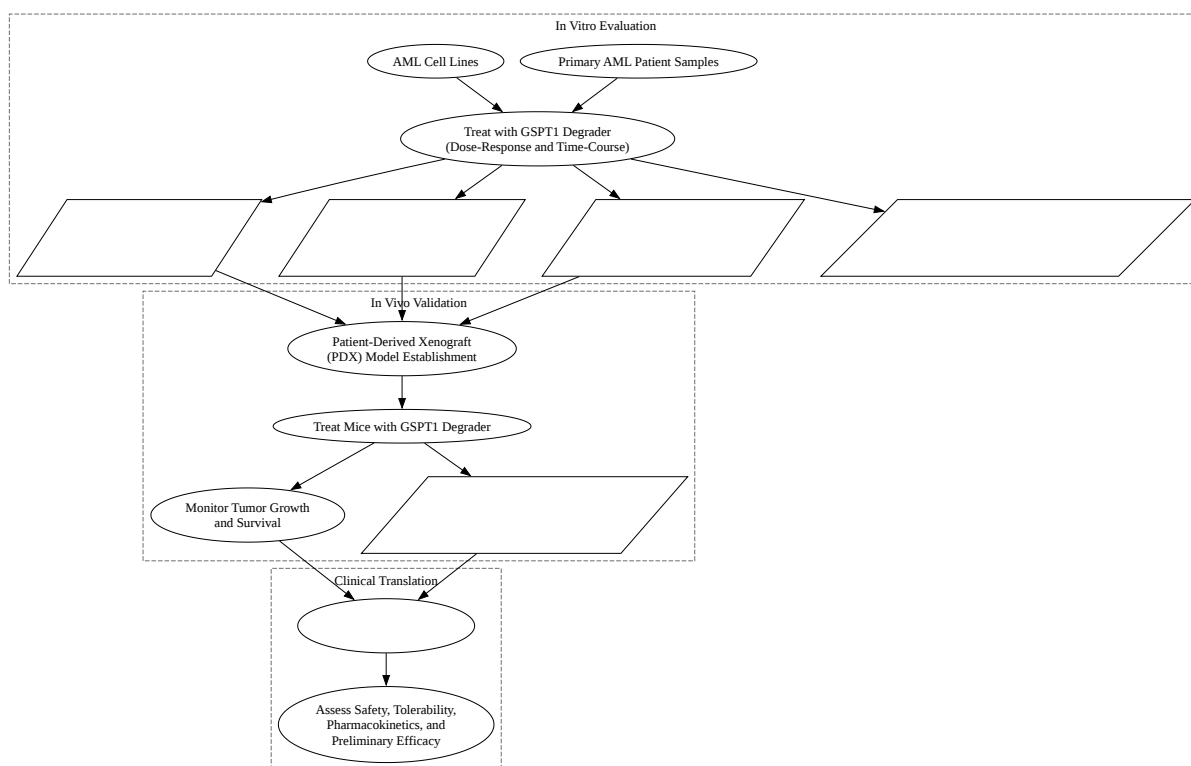 In Vitro Evaluation
AML Cell Lines
Primary AML Patient Samples
Treat with GSPT1 Degrader
(Dose-Response and Time-Course)
In Vivo Validation
Patient-Derived Xenograft
(PDX) Model Establishment
Treat Mice with GSPT1 Degrader
Monitor Tumor Growth
and Survival
Clinical Translation
Assess Safety, Tolerability,
Pharmacokinetics, and
Preliminary Efficacy